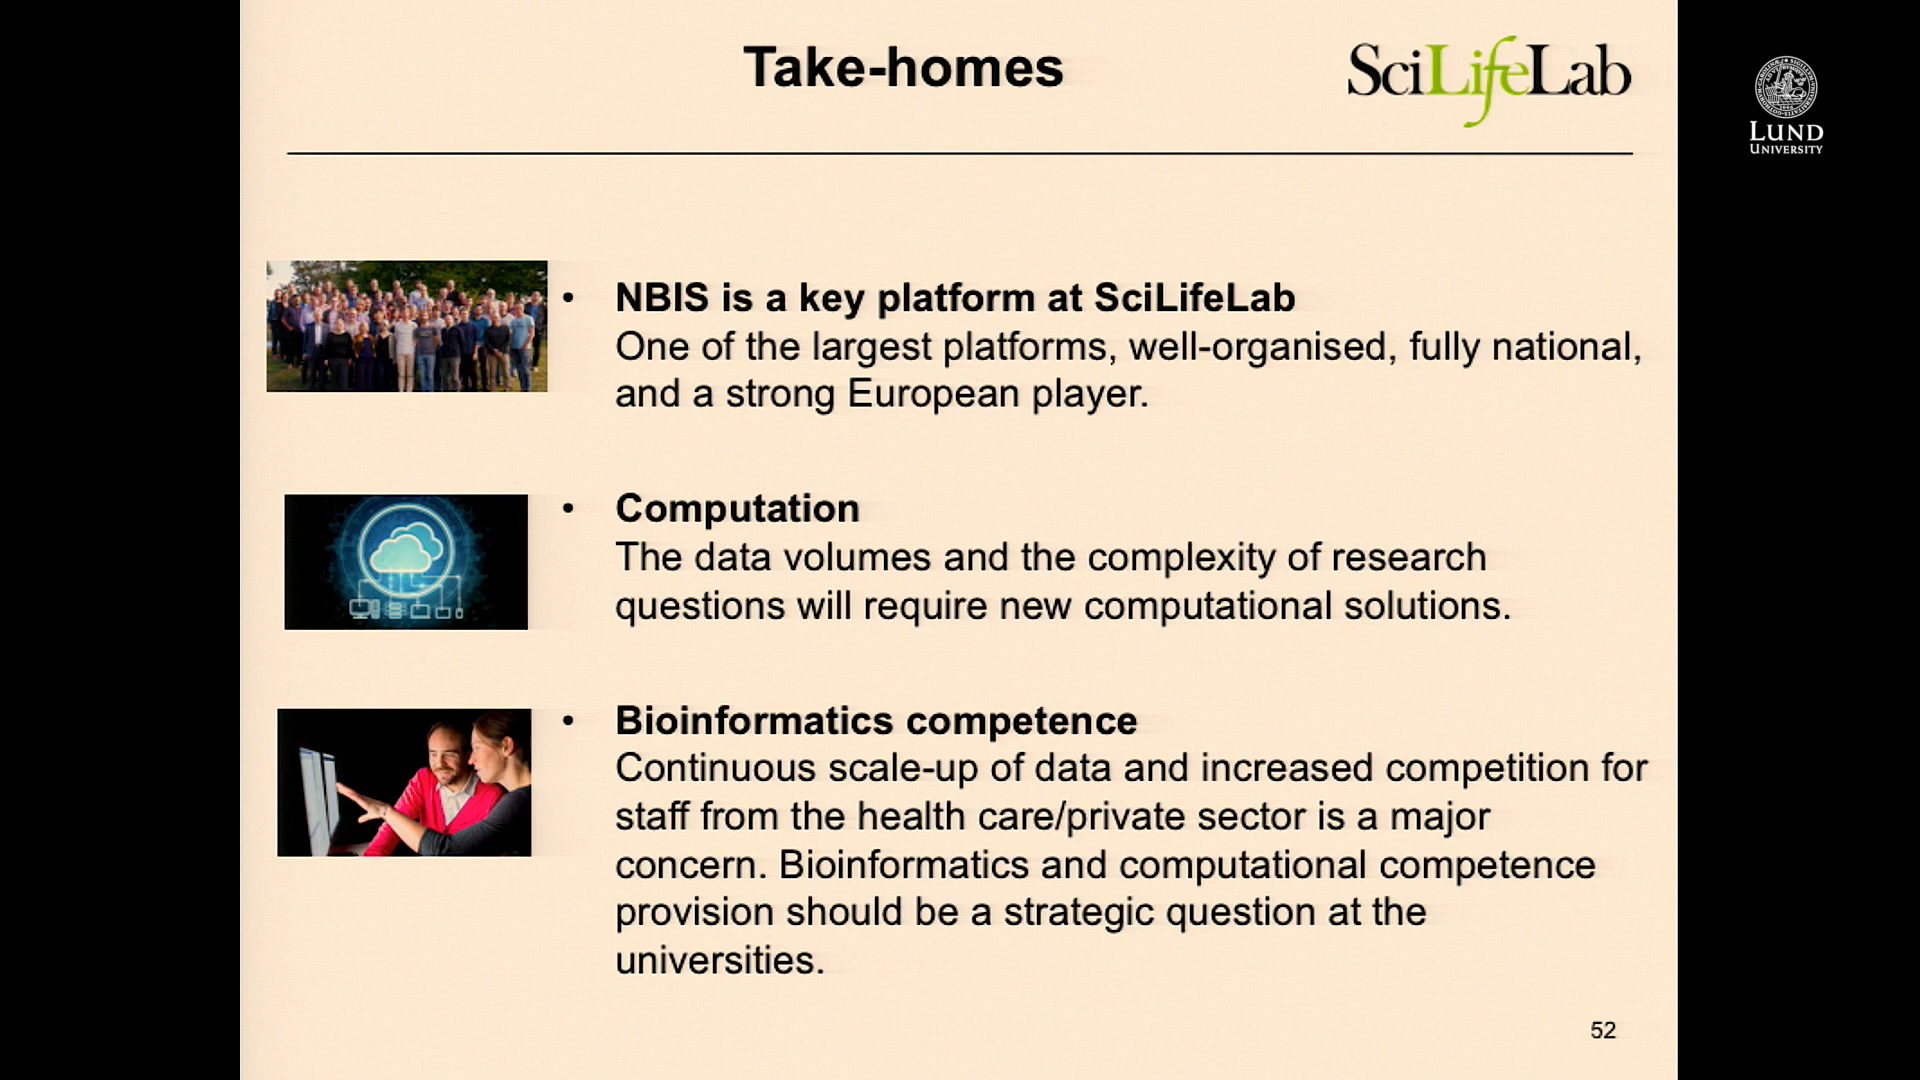 Take-homes
SciLifeLab
LUND
UNIVERSITY
• NBIS is a key platform at SciLifeLab
One of the largest platforms, well-organised, fully national,
and a strong European player.
• Computation
The data volumes and the complexity of research
questions will require new computational solutions.
• Bioinformatics competence
Continuous scale-up of data and increased competition for
staff from the health care/private sector is a major
concern. Bioinformatics and computational competence
provision should be a strategic question at the
universities.
52